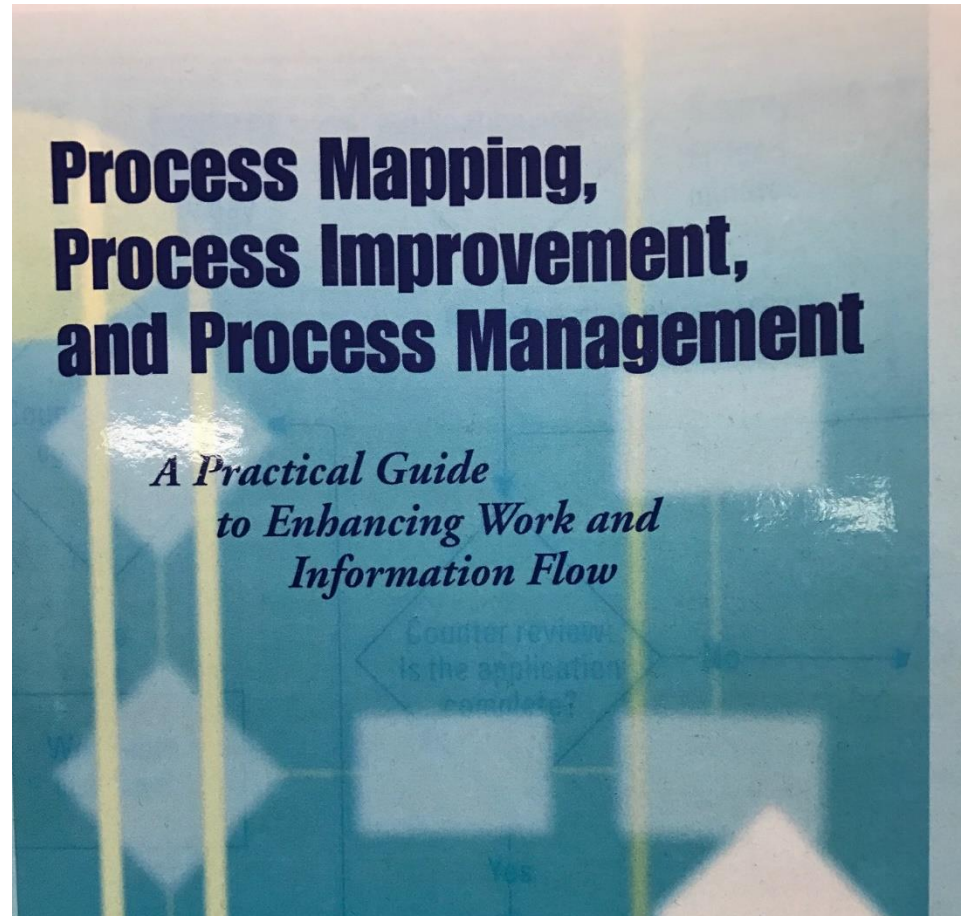 Process Mapping,
Process Improvement,
and Process Management
A Practical Guide
to Enhancing Work and
Information Flow
Counter review:
Is the application
complete?
No
Yes